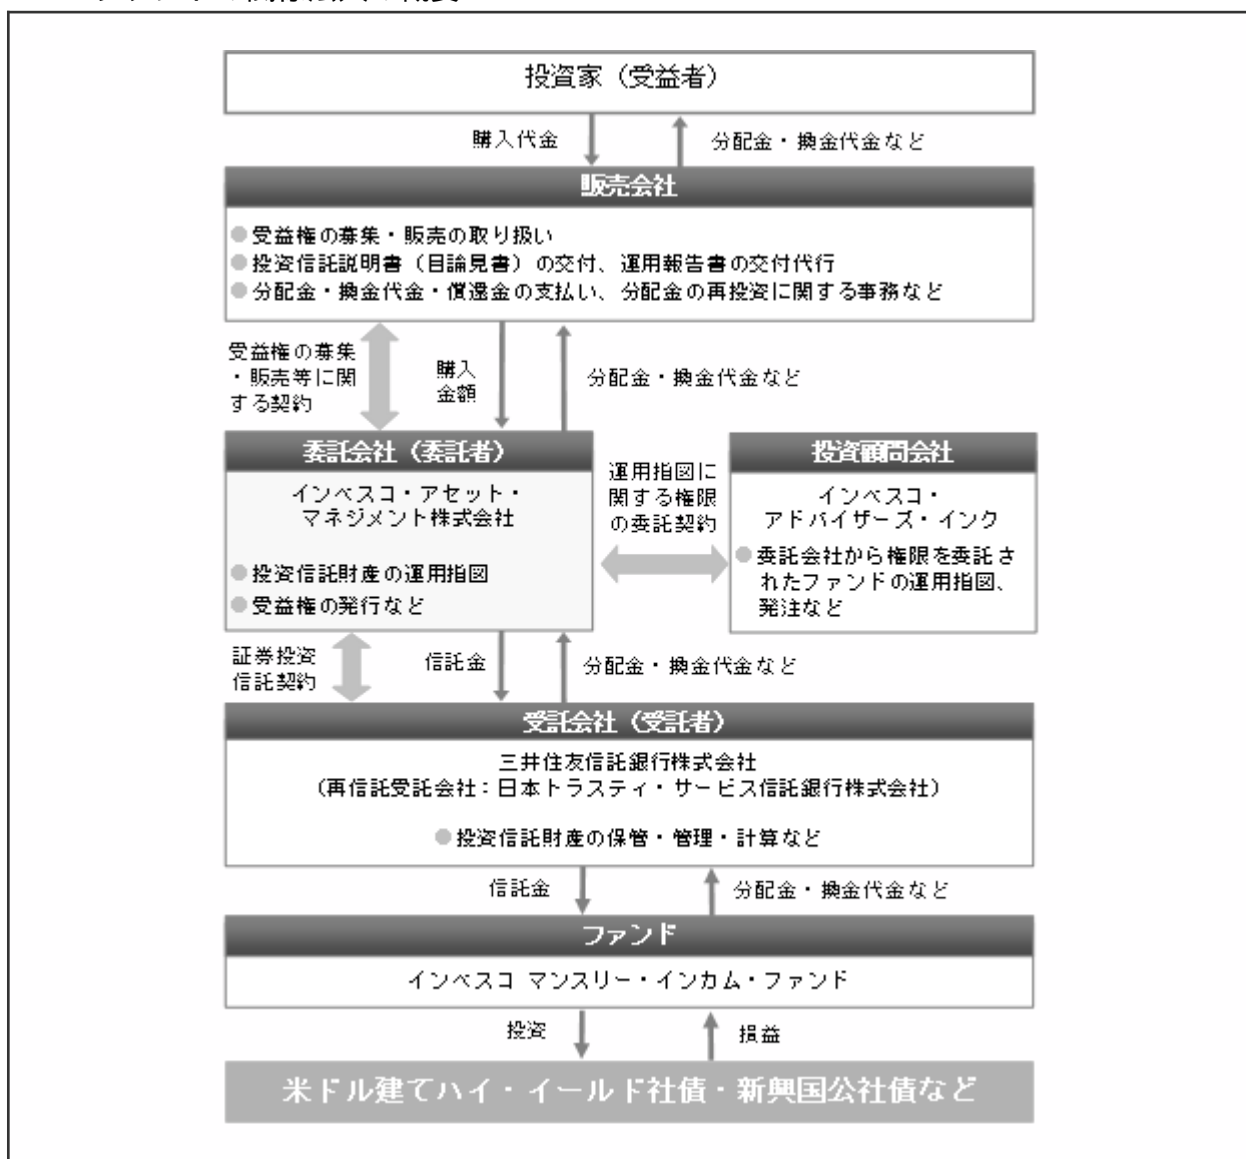 投資家（受益者）
購入代金
分配金・換金代金など
販売会社
受益権の募集・販売の取り扱い
投資信託説明書（目論見書）の交付、運用報告書の交付代行
分配金・換金代金・償還金の支払い、分配金の再投資に関する事務など
受益権の募集
・販売等に関
する契約
購入
金額
分配金・換金代金など
委託会社（委託者）
インベスコ・アセット・
マネジメント株式会社
投資信託財産の運用指図
受益権の発行など
運用指図に
関する権限
の委託契約
投資顧問会社
インベスコ・
アドバイザーズ・インク
委託会社から権限を委託さ
れたファンドの運用指図、
発注など
証券投資
信託契約
信託金
分配金・換金代金など
受託会社（受託者）
三井住友信託銀行株式会社
（再信託受託会社：日本トラスティ・サービス信託銀行株式会社）
投資信託財産の保管・管理・計算など
信託金
分配金・換金代金など
ファンド
インベスコ マンスリー・インカム・ファンド
投資
損益
米ドル建てハイ・イールド社債・新興国公社債など